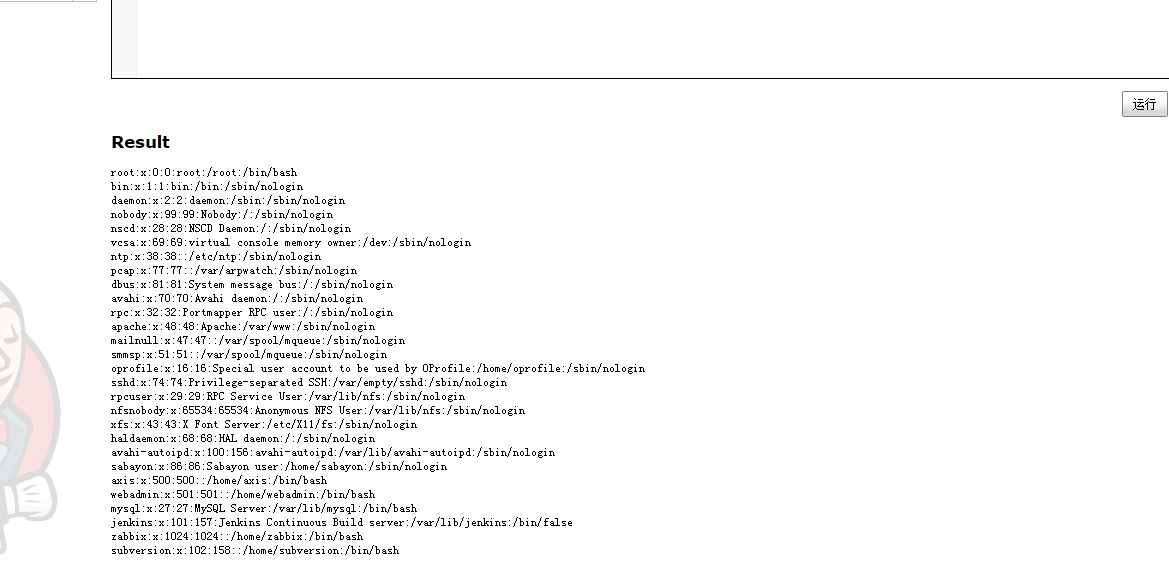 运行
Result
root:x:0:0:root:/root:/bin/bash
bin:x:1:1:bin:/bin:/sbin/nologin
daemon:x:2:2:daemon:/sbin:/sbin/nologin
nobody:x:99:99:Nobody:/:/sbin/nologin
nscd:x:28:28:NSCD Daemon:/:/sbin/nologin
vcsa:x:69:69:virtual console memory owner:/dev:/sbin/nologin
ntp:x:38:38::/etc/ntp:/sbin/nologin
pcap:x:77:77::/var/arpwatch:/sbin/nologin
dbus:x:81:81:System message bus:/:/sbin/nologin
avahi:x:70:70:Avahi daemon:/:/sbin/nologin
rpc:x:32:32:Portmapper RPC user:/:/sbin/nologin
apache:x:48:48:Apache:/var/www:/sbin/nologin
mailnull:x:47:47::/var/spool/mqueue:/sbin/nologin
smmsp:x:51:51::/var/spool/mqueue:/sbin/nologin
oprofile:x:16:16:Special user account to be used by OProfile:/home/oprofile:/sbin/nologin
sshd:x:74:74:Privilege-separated SSH:/var/empty/sshd:/sbin/nologin
rpcuser:x:29:29:RPC Service User:/var/lib/nfs:/sbin/nologin
nfsnobody:x:65534:65534:Anonymous NFS User:/var/lib/nfs:/sbin/nologin
xfs:x:43:43:X Font Server:/etc/X11/fs:/sbin/nologin
haldaemon:x:68:68:HAL daemon:/:/sbin/nologin
avahi-autoipd:x:100:156:avahi-autoipd:/var/lib/avahi-autoipd:/sbin/nologin
sabayon:x:86:86:Sabayon user:/home/sabayon:/sbin/nologin
axis:x:500:500::/home/axis:/bin/bash
webadmin:x:501:501::/home/webadmin:/bin/bash
mysql:x:27:27:MySQL Server:/var/lib/mysql:/bin/bash
jenkins:x:101:157:Jenkins Continuous Build server:/var/lib/jenkins:/bin/false
zabbix:x:1024:1024::/home/zabbix:/bin/bash
subversion:x:102:158::/home/subversion:/bin/bash